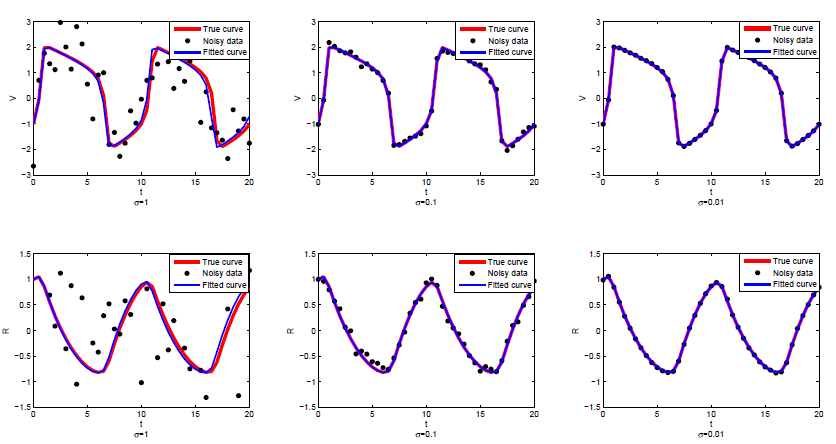 3
2
1
0
−1
−2
−3
V
0
5
10
15
20
t
σ=1
True curve
Noisy data
Fitted curve
3
2
1
0
−1
−2
−3
V
0
5
10
15
20
t
σ=0.1
True curve
Noisy data
Fitted curve
3
2
1
0
−1
−2
−3
V
0
5
10
15
20
t
σ=0.01
True curve
Noisy data
Fitted curve
1.5
1
0.5
0
−0.5
−1
−1.5
R
0
5
10
15
20
t
σ=1
True curve
Noisy data
Fitted curve
1.5
1
0.5
0
−0.5
−1
−1.5
R
0
5
10
15
20
t
σ=0.1
True curve
Noisy data
Fitted curve
1.5
1
0.5
0
−0.5
−1
−1.5
R
0
5
10
15
20
t
σ=0.01
True curve
Noisy data
Fitted curve